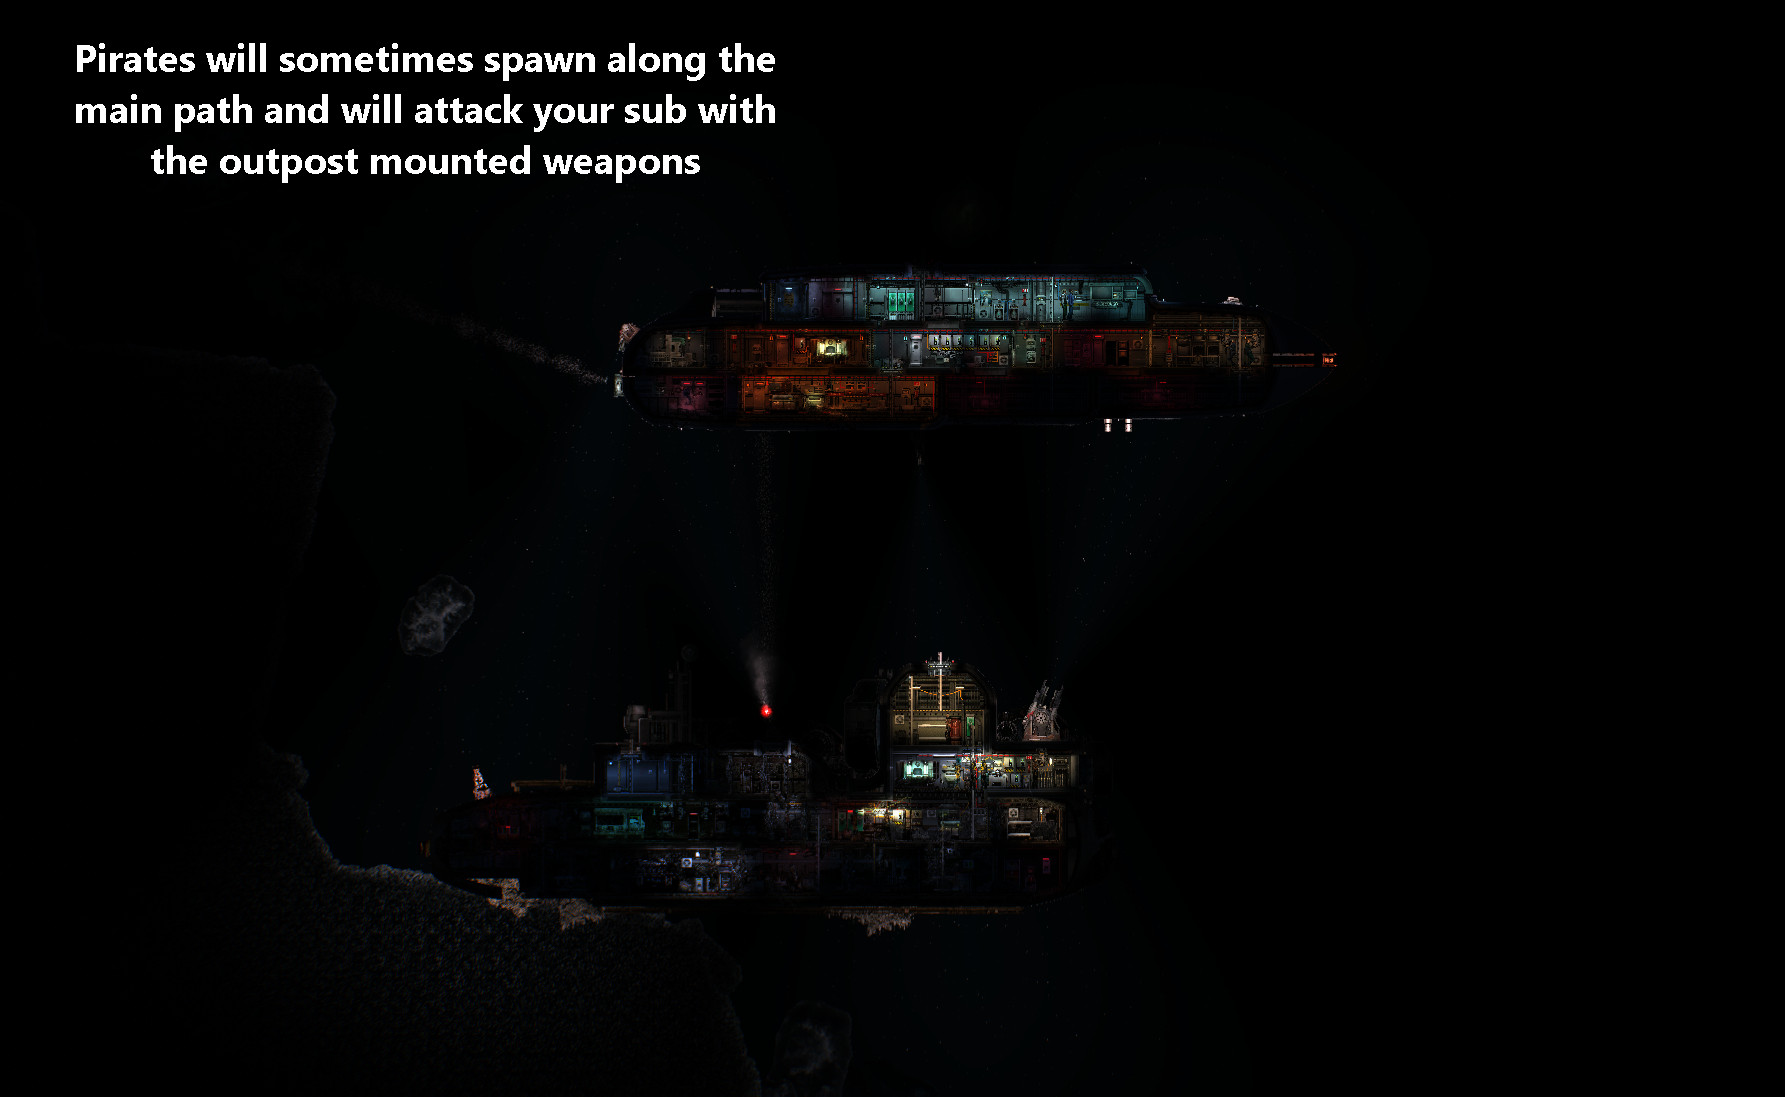 Pirates will sometimes spawn along the
main path and will attack your sub with
the outpost mounted weapons